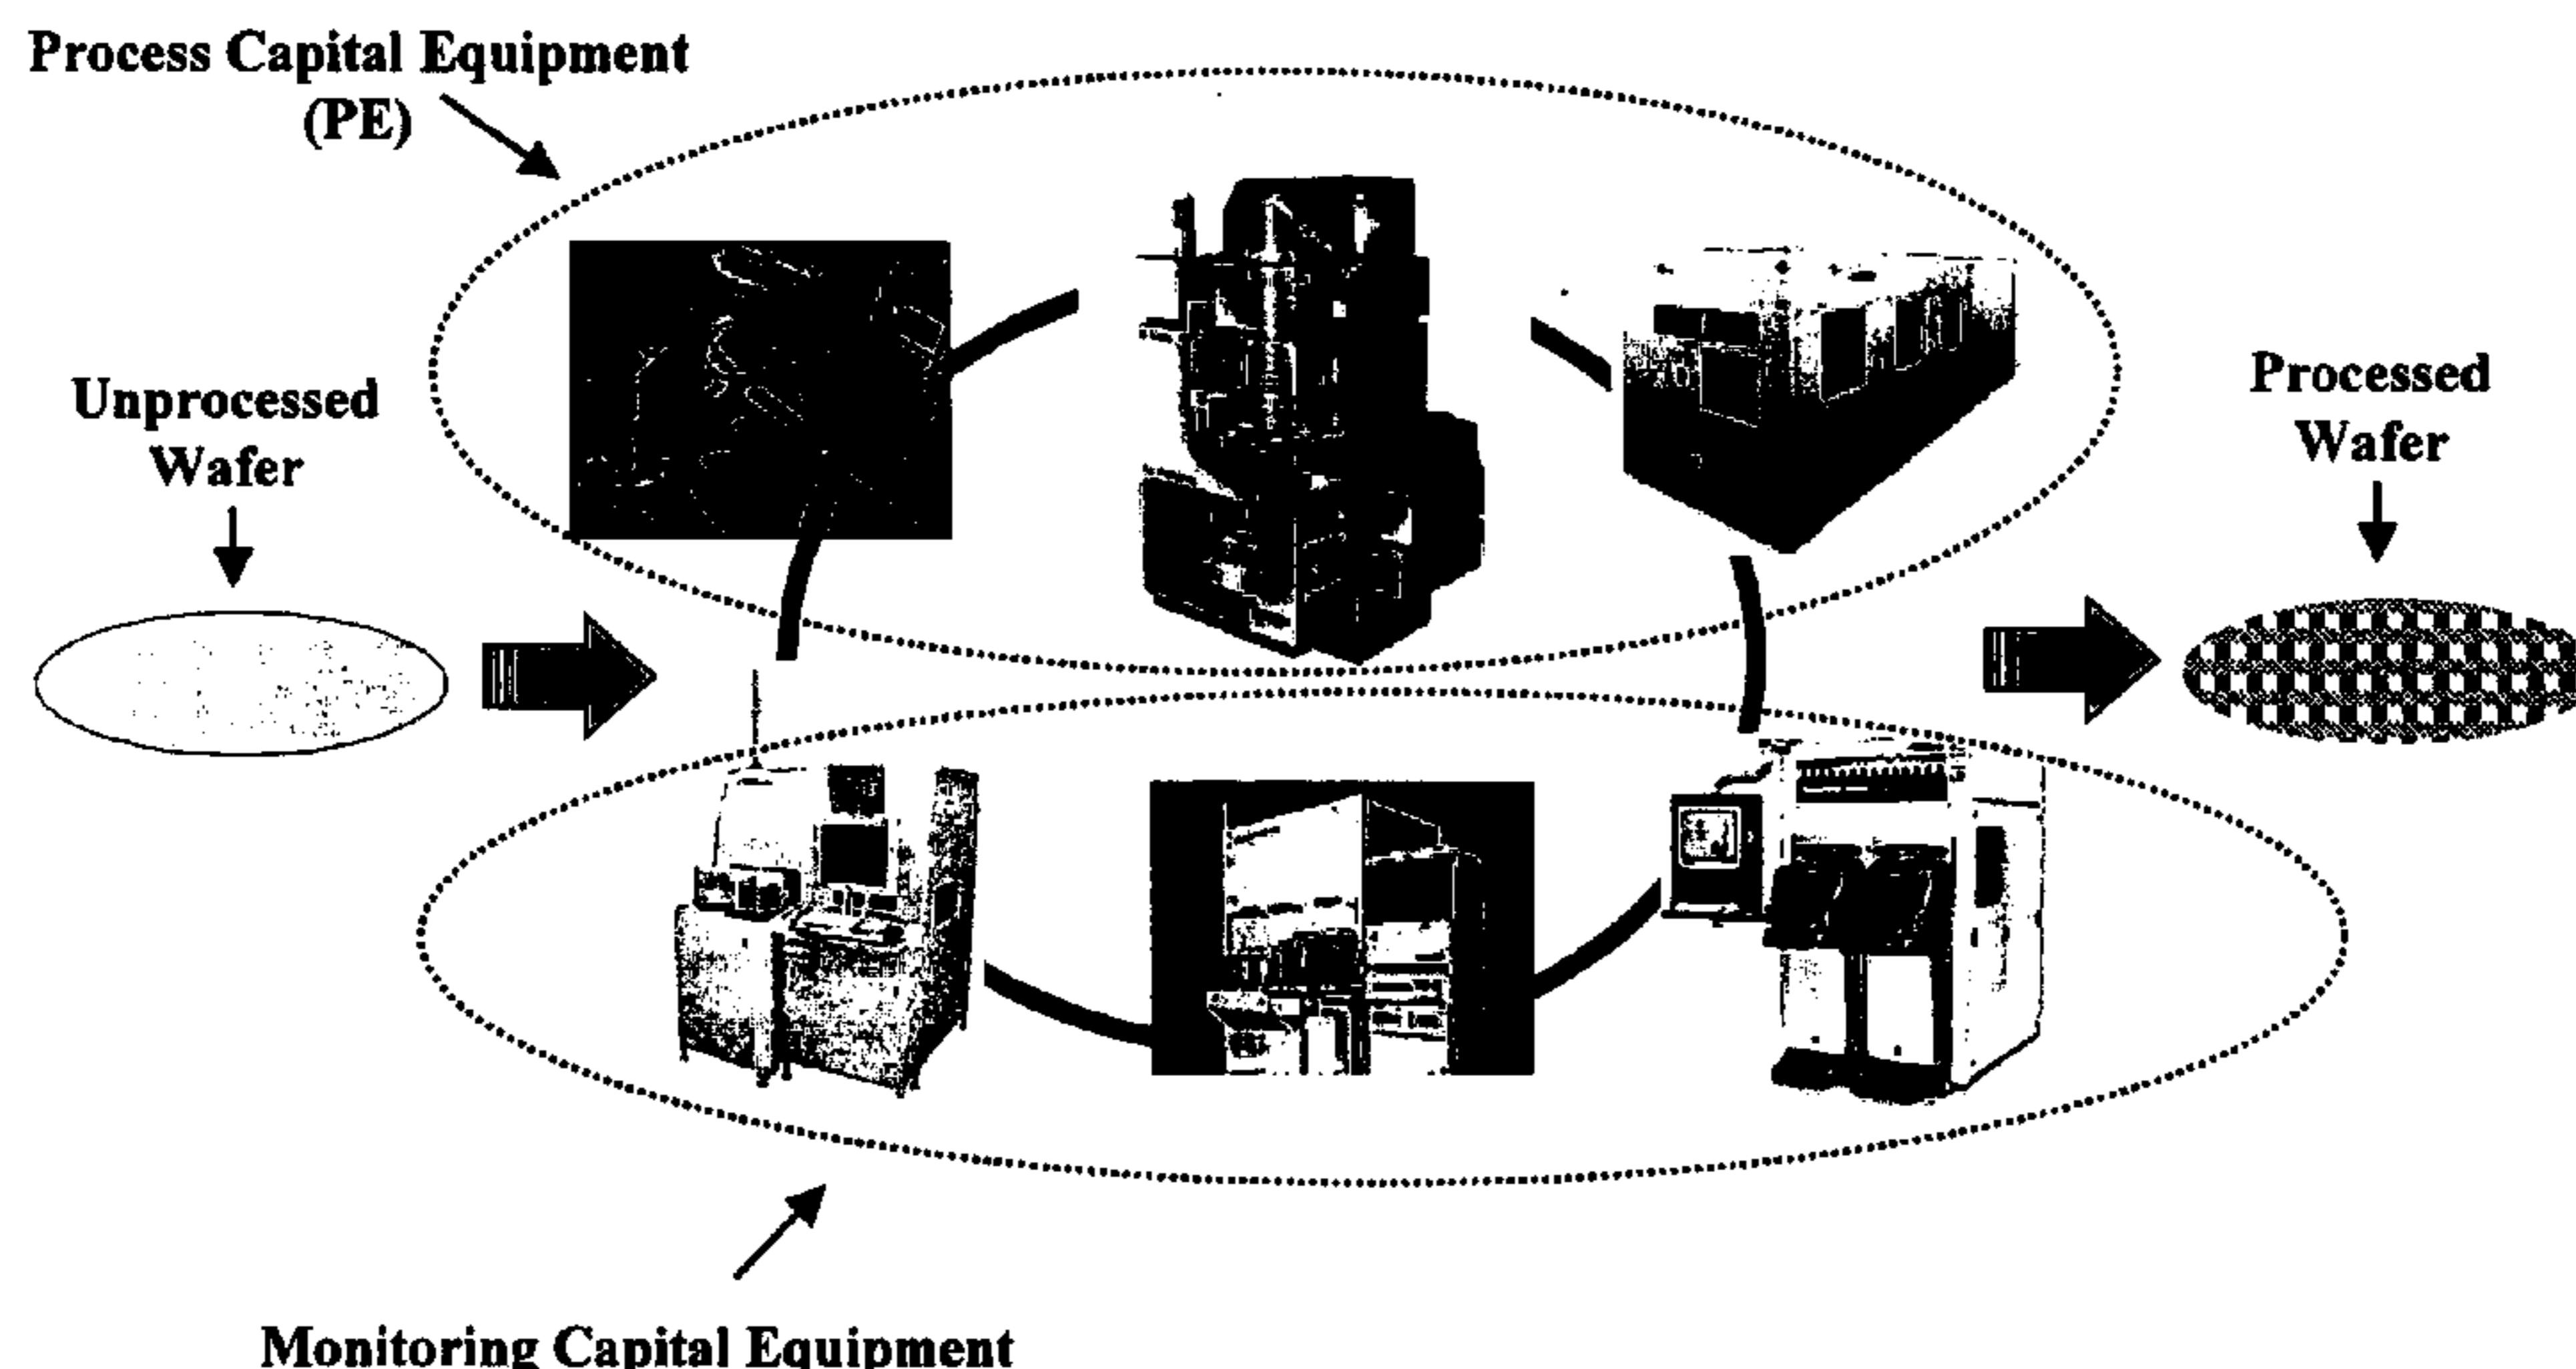 Process Capital Equipment
(PE)
Unprocessed
Wafer
Processed
Wafer
Monitoring Capital Equipment